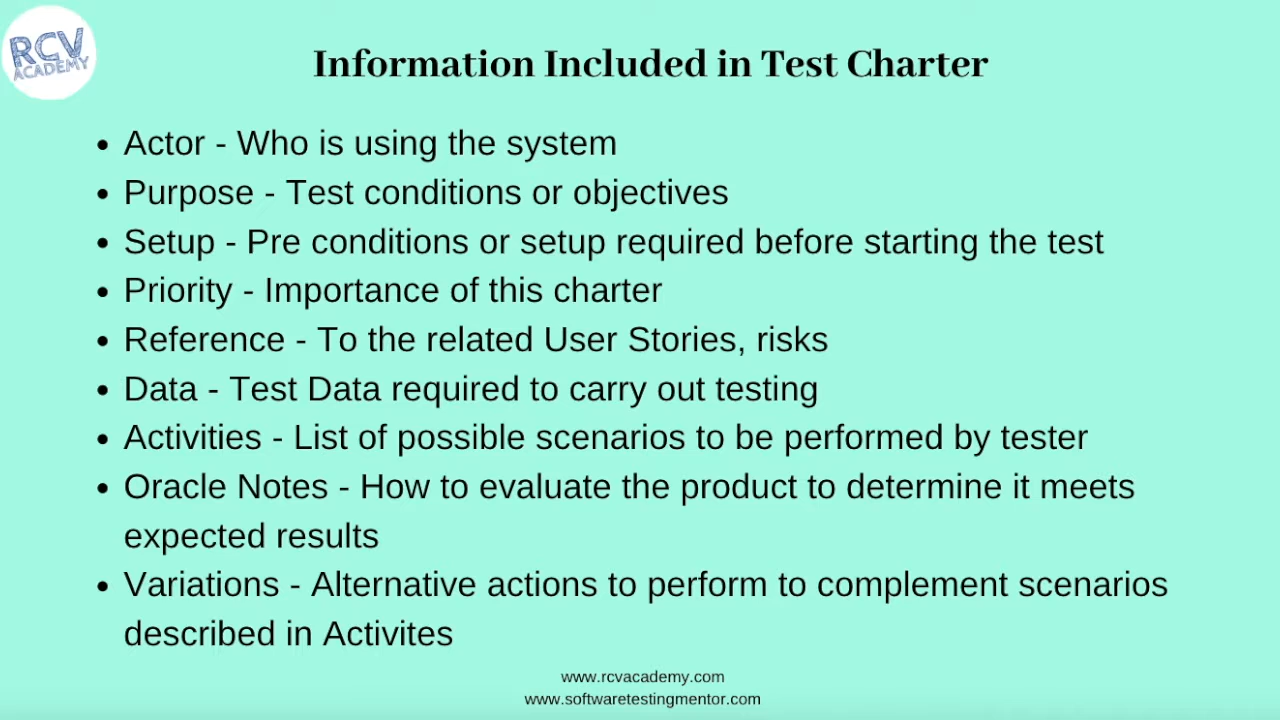 RCV
ACADEMY
Information Included in Test Charter
• Actor - Who is using the system
• Purpose - Test conditions or objectives
• Setup - Pre conditions or setup required before starting the test
• Priority - Importance of this charter
• Reference - To the related User Stories, risks
• Data - Test Data required to carry out testing
• Activities - List of possible scenarios to be performed by tester
• Oracle Notes - How to evaluate the product to determine it meets
expected results
• Variations - Alternative actions to perform to complement scenarios
described in Activites
www.rcvacademy.com
www.softwaretestingmentor.com